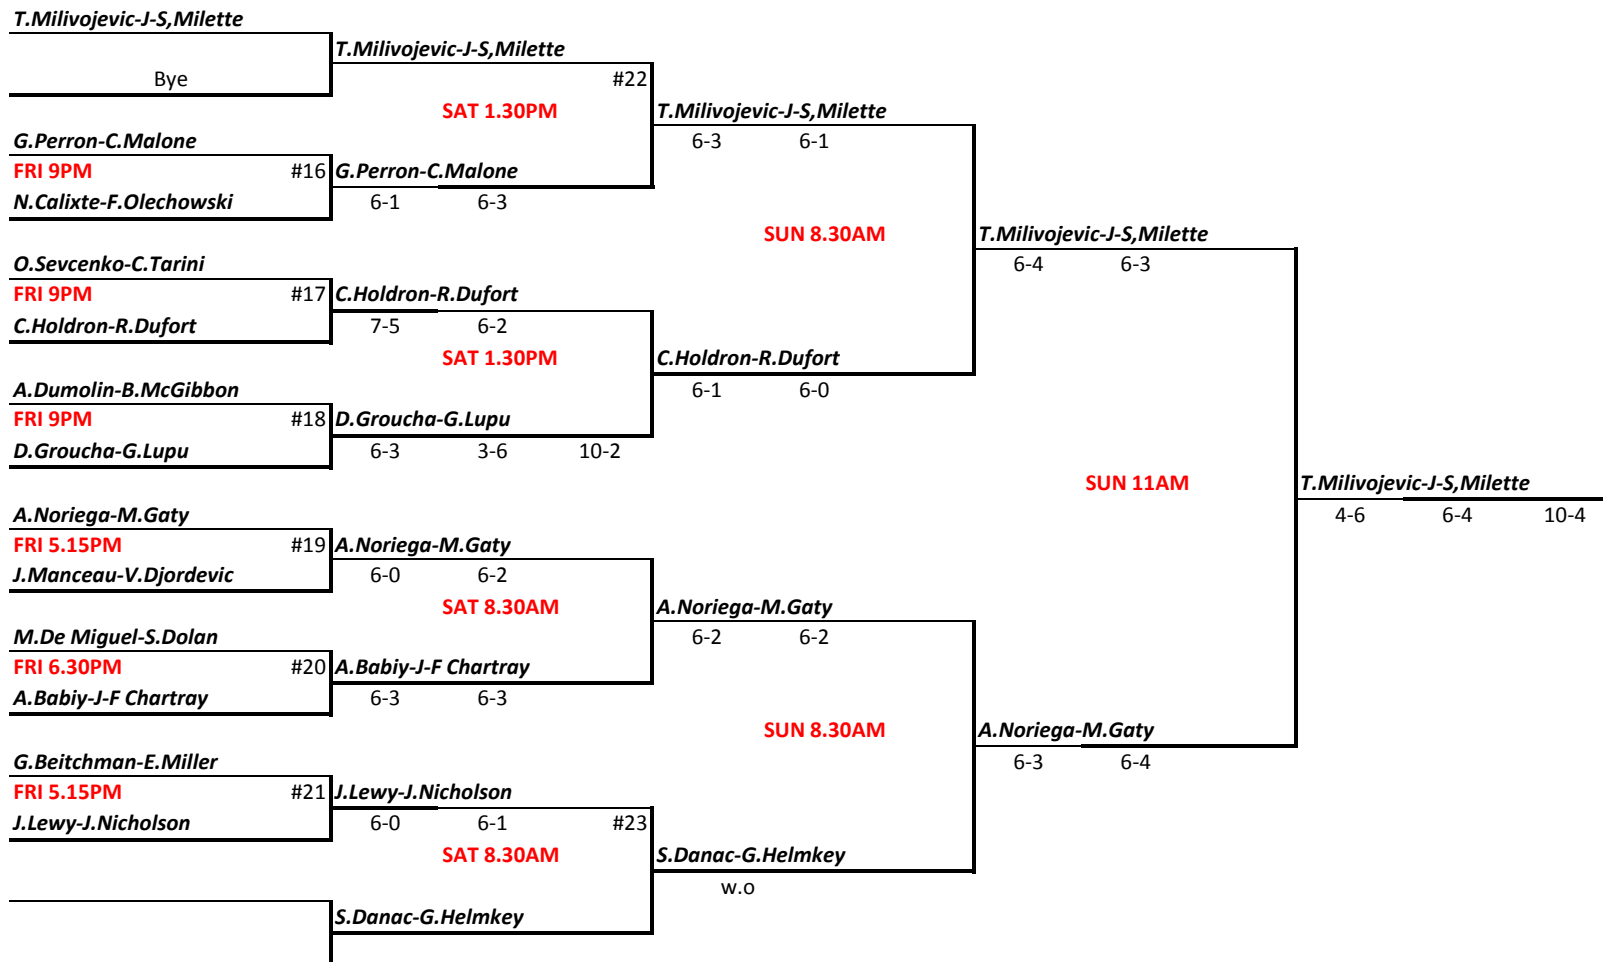 T.Milivojevic-J-S,Milette
T.Milivojevic-J-S,Milette
Bye
#22
SAT 1.30PM
T.Milivojevic-J-S,Milette
G.Perron-C.Malone
6-3 6-1
FRI 9PM #16 G.Perron-C.Malone
N.Calixte-F.Olechowski
6-1 6-3
SUN 8.30AM
T.Milivojevic-J-S,Milette
O.Sevcenko-C.Tarini
6-4 6-3
FRI 9PM #17 C.Holdron-R.Dufort
C.Holdron-R.Dufort
7-5 6-2
SAT 1.30PM
C.Holdron-R.Dufort
A.Dumolin-B.McGibbon
6-1 6-0
FRI 9PM #18 D.Groucha-G.Lupu
D.Groucha-G.Lupu
6-3 3-6 10-2
SUN 11AM
T.Milivojevic-J-S,Milette
A.Noriega-M.Gaty
4-6 6-4 10-4
FRI 5.15PM #19 A.Noriega-M.Gaty
J.Manceau-V.Djordevic
6-0 6-2
SAT 8.30AM
A.Noriega-M.Gaty
M.De Miguel-S.Dolan
6-2 6-2
FRI 6.30PM #20 A.Babiy-J-F Chartray
A.Babiy-J-F Chartray
6-3 6-3
SUN 8.30AM
A.Noriega-M.Gaty
G.Beitchman-E.Miller
6-3 6-4
FRI 5.15PM #21 J.Lewy-J.Nicholson
J.Lewy-J.Nicholson
6-0 6-1 #23
SAT 8.30AM
S.Danac-G.Helmkey
w.o
S.Danac-G.Helmkey